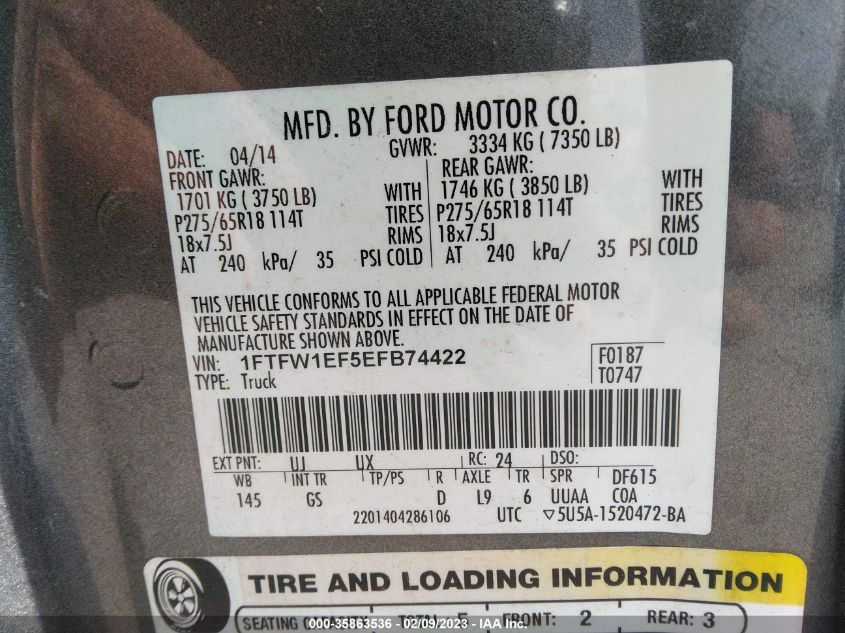 MFD. BY FORD MOTOR CO.
DATE: 04/14 GVWR: 3334 KG ( 7350 LB)
FRONT GAWR: REAR GAWR:
1701 KG ( 3750 LB) WITH 1746 KG ( 3850 LB) WITH
P275/65R18 114T TIRES P275/65R18 114T TIRES
18x7.5J RIMS 18x7.5J RIMS
AT 240 kPa/ 35 PSI COLD AT 240 kPa/ 35 PSI COLD
THIS VEHICLE CONFORMS TO ALL APPLICABLE FEDERAL MOTOR
VEHICLE SAFETY STANDARDS IN EFFECT ON THE DATE OF
MANUFACTURE SHOWN ABOVE.
VIN: 1FTFW1EF5EFB74422 F0187
TYPE: Truck T0747
EXT PNT: UJ UX RC: 24 DSO:
WB INT TR TP/PS R AXLE TR SPR DF615
145 GS D L9 6 UUAA COA
2201404286106 UTC ▽5U5A-1520472-BA
TIRE AND LOADING INFORMATION
SEATING FRONT: 2 REAR: 3
000-35863536 - 02/09/2023 - IAA Inc.